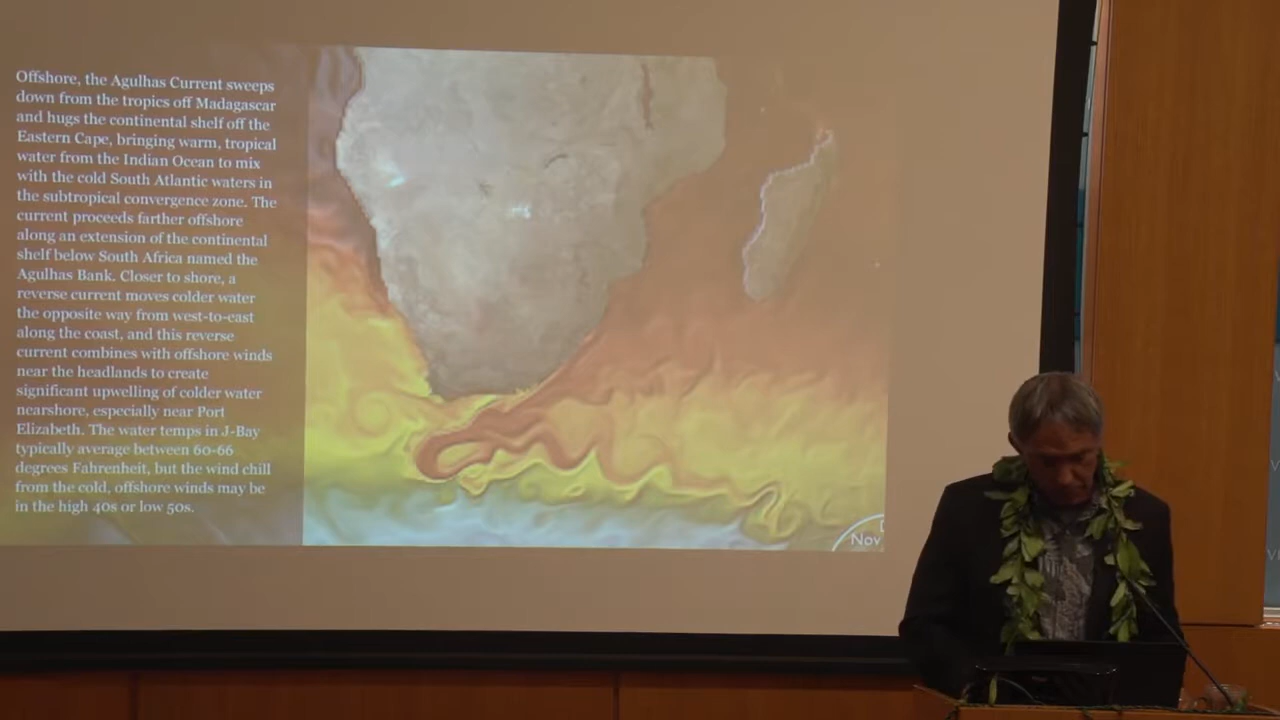 Offshore, the Agulhas Current sweeps
down from the tropics off Madagascar
and hugs the continental shelf off the
Eastern Cape, bringing warm, tropical
water from the Indian Ocean to mix
with the cold South Atlantic waters in
the subtropical convergence zone. The
current proceeds farther offshore
along an extension of the continental
shelf below South Africa named the
Agulhas Bank. Closer to shore, a
reverse current moves colder water
the opposite way from west-to-east
along the coast, and this reverse
current combines with offshore winds
near the headlands to create
significant upwelling of colder water
nearshore, especially near Port
Elizabeth. The water temps in J-Bay
typically average between 60-66
degrees Fahrenheit, but the wind chill
from the cold, offshore winds may be
in the high 40s or low 50s.
Nov